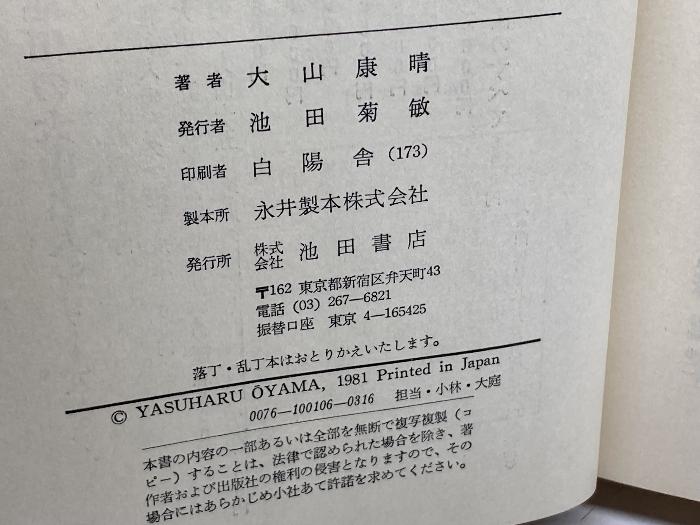 著者 大山康晴
発行者 池田菊敏
印刷者 白陽舎(173)
製本所 永井製本株式会社
発行所 株式会社 池田書店
〒162 東京都新宿区弁天町43
電話 (03) 267—6821
振替口座 東京 4—165425
落丁・乱丁本はおとりかえいたします。
© YASUHARU ŌYAMA, 1981 Printed in Japan
0076—100106—0316 担当・小林・大庭
本書の内容の一部あるいは全部を無断で複写複製（コ
ピー）することは、法律で認められた場合を除き、著
作者および出版社の権利の侵害となりますので、その
場合にはあらかじめ小社あて許諾を求めてください。